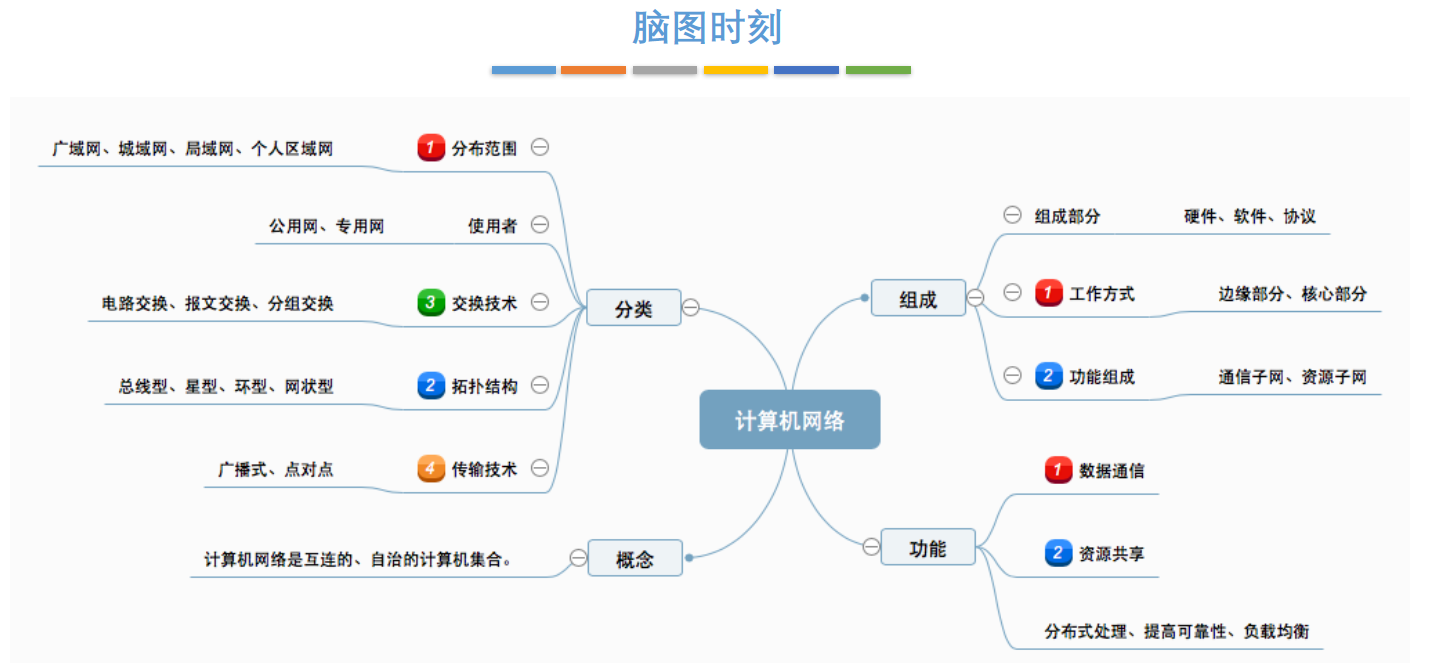 脑图时刻
广域网、城域网、局域网、个人区域网
1 分布范围
公用网、专用网
使用者
电路交换、报文交换、分组交换
3 交换技术
总线型、星型、环型、网状型
2 拓扑结构
广播式、点对点
4 传输技术
分类
计算机网络是互连的、自治的计算机集合。
概念
计算机网络
组成
组成部分
硬件、软件、协议
1 工作方式
边缘部分、核心部分
2 功能组成
通信子网、资源子网
功能
1 数据通信
2 资源共享
分布式处理、提高可靠性、负载均衡